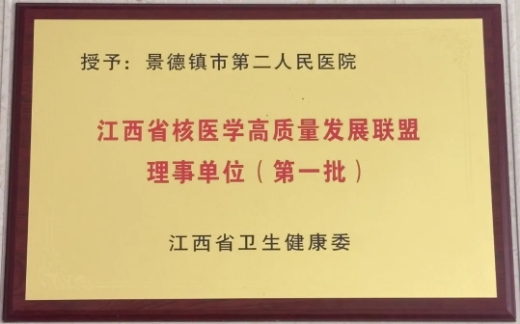 授予：景德镇市第二人民医院
江西省核医学高质量发展联盟
理事单位（第一批）
江西省卫生健康委